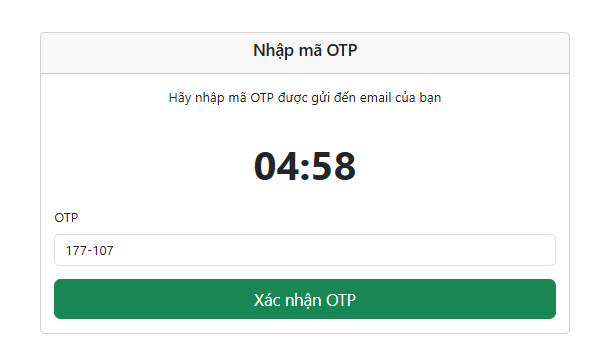 Nhập mã OTP
Hãy nhập mã OTP được gửi đến email của bạn
04:58
OTP
177-107
Xác nhận OTP